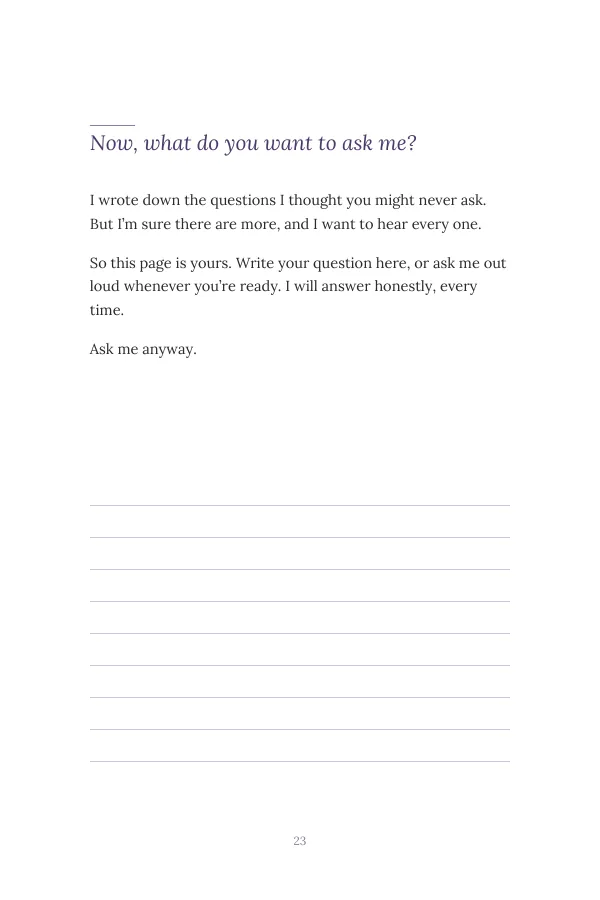 Now, what do you want to ask me?
I wrote down the questions I thought you might never ask.
But I’m sure there are more, and I want to hear every one.
So this page is yours. Write your question here, or ask me out
loud whenever you’re ready. I will answer honestly, every
time.
Ask me anyway.
23